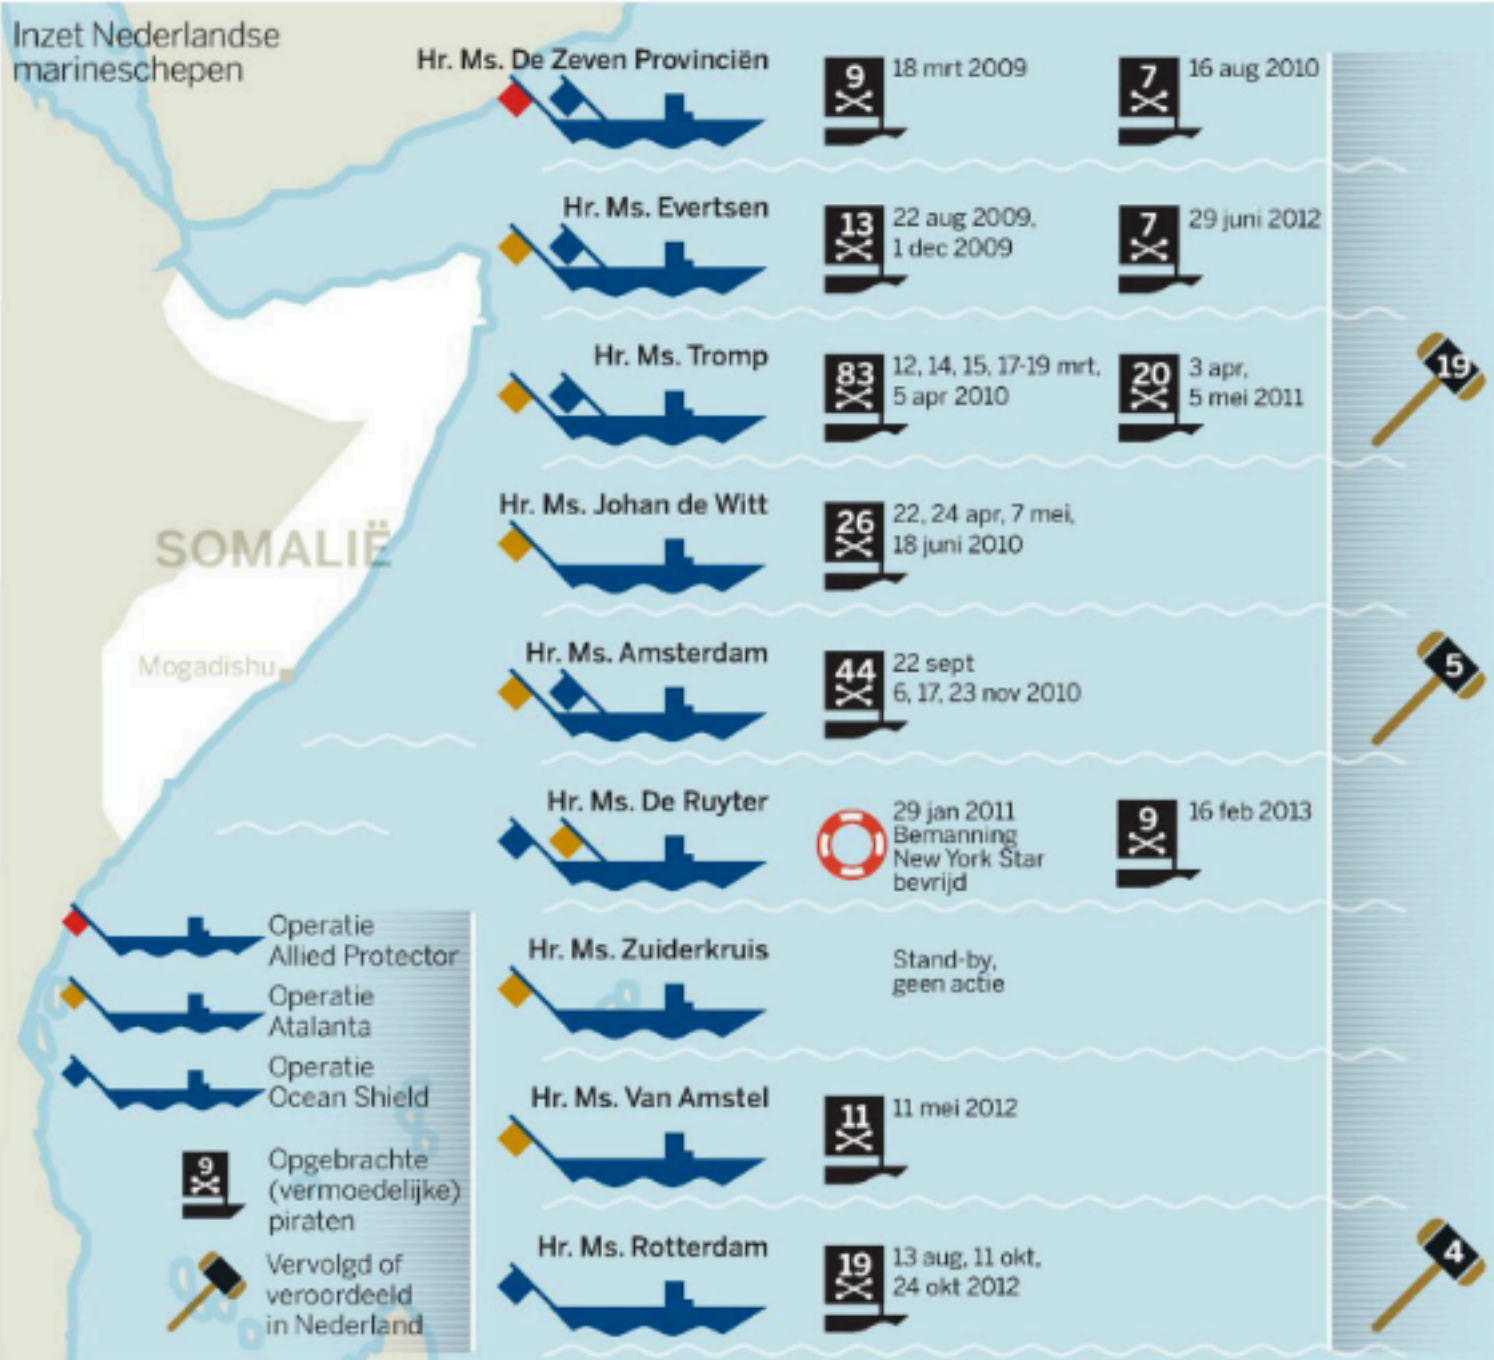 Inzet Nederlandse
marineschepen
Hr. Ms. De Zeven Provinciën
9
18 mrt 2009
7
16 aug 2010
Hr. Ms. Evertsen
13
22 aug 2009,
1 dec 2009
7
29 juni 2012
Hr. Ms. Tromp
83
12, 14, 15, 17-19 mrt,
5 apr 2010
20
3 apr,
5 mei 2011
19
Hr. Ms. Johan de Witt
26
22, 24 apr, 7 mei,
18 juni 2010
SOMALIË
Mogadishu
Hr. Ms. Amsterdam
44
22 sept
6, 17, 23 nov 2010
5
Hr. Ms. De Ruyter
29 jan 2011
Bemanning
New York Star
bevrijd
9
16 feb 2013
Hr. Ms. Zuiderkruis
Stand-by,
geen actie
Hr. Ms. Van Amstel
11
11 mei 2012
Hr. Ms. Rotterdam
19
13 aug, 11 okt,
24 okt 2012
4
Operatie
Allied Protector
Operatie
Atalanta
Operatie
Ocean Shield
9
Opgebrachte
(vermoedelijke)
piraten
Vervolgd of
veroordeeld
in Nederland